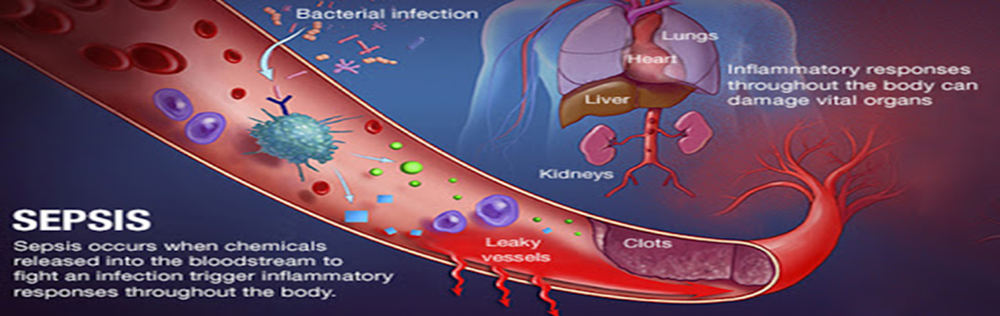 Bacterial infection
Lungs
Heart
Liver
Kidneys
Inflammatory responses
throughout the body can
damage vital organs
SEPSIS
Sepsis occurs when chemicals
released into the bloodstream to
fight an infection trigger inflammatory
responses throughout the body.
Leaky
vessels
Clots